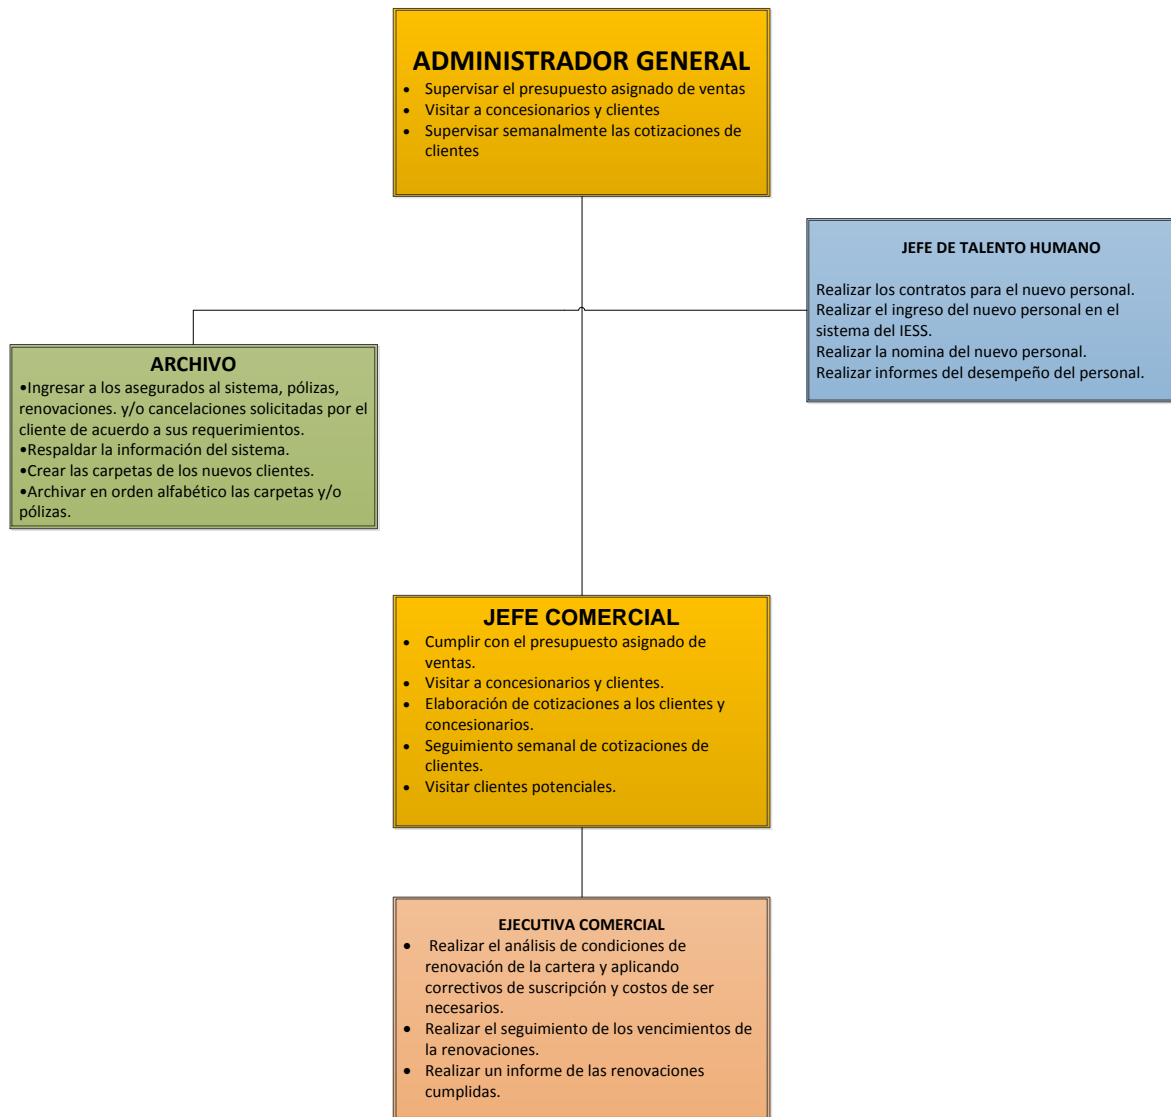 ADMINISTRADOR GENERAL
• Supervisar el presupuesto asignado de ventas
• Visitar a concesionarios y clientes
• Supervisar semanalmente las cotizaciones de
clientes
JEFE DE TALENTO HUMANO
Realizar los contratos para el nuevo personal.
Realizar el ingreso del nuevo personal en el
sistema del IESS.
Realizar la nomina del nuevo personal.
Realizar informes del desempeño del personal.
ARCHIVO
•Ingresar a los asegurados al sistema, pólizas,
renovaciones. y/o cancelaciones solicitadas por el
cliente de acuerdo a sus requerimientos.
•Respaldar la información del sistema.
•Crear las carpetas de los nuevos clientes.
•Archivar en orden alfabético las carpetas y/o
pólizas.
JEFE COMERCIAL
• Cumplir con el presupuesto asignado de
ventas.
• Visitar a concesionarios y clientes.
• Elaboración de cotizaciones a los clientes y
concesionarios.
• Seguimiento semanal de cotizaciones de
clientes.
• Visitar clientes potenciales.
EJECUTIVA COMERCIAL
• Realizar el análisis de condiciones de
renovación de la cartera y aplicando
correctivos de suscripción y costos de ser
necesarios.
• Realizar el seguimiento de los vencimientos de
la renovaciones.
• Realizar un informe de las renovaciones
cumplidas.